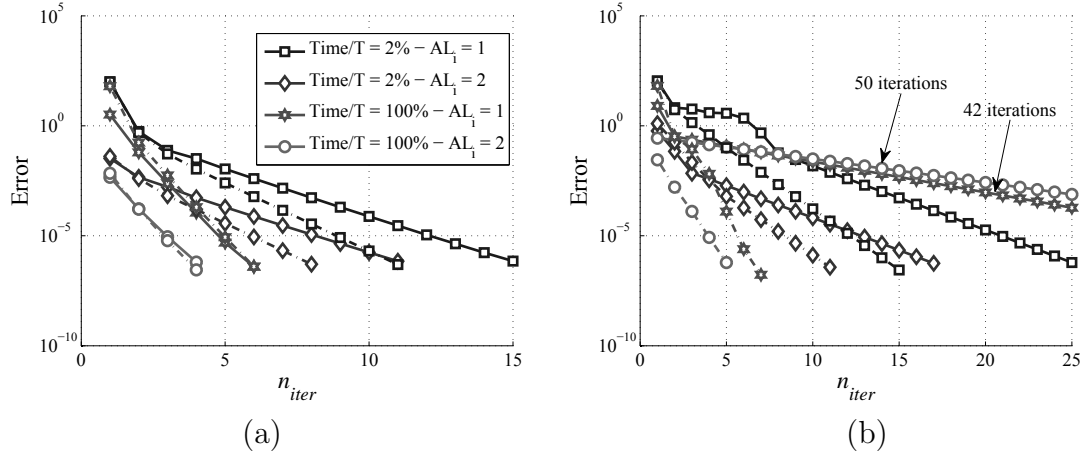 10^5
10^0
10^-5
10^-10
Error
0 5 10 15
n_iter
Time/T = 2% − AL_i = 1
Time/T = 2% − AL_i = 2
Time/T = 100% − AL_i = 1
Time/T = 100% − AL_i = 2
(a)
10^5
10^0
10^-5
10^-10
Error
0 5 10 15 20 25
n_iter
50 iterations
42 iterations
(b)